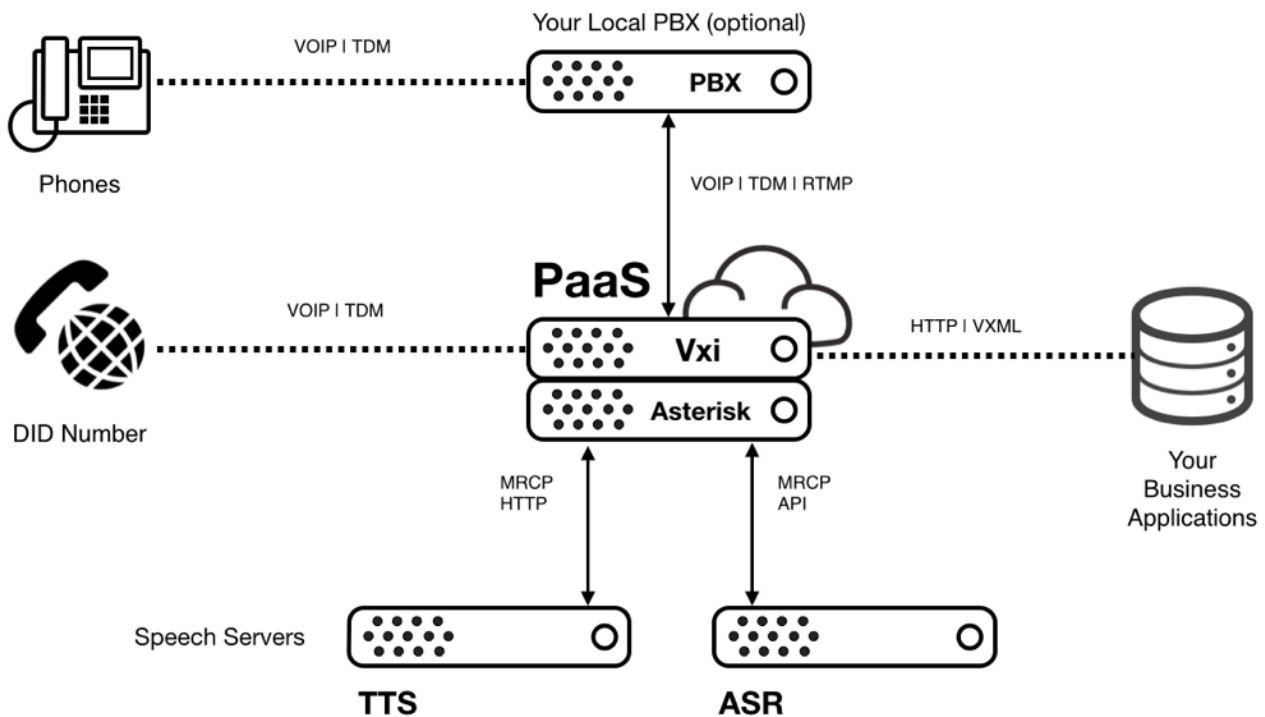 Your Local PBX (optional)
VOIP | TDM
PBX
Phones
VOIP | TDM | RTMP
PaaS
VOIP | TDM
HTTP | VXML
Vxi
Asterisk
DID Number
Your
Business
Applications
MRCP
HTTP
MRCP
API
Speech Servers
TTS
ASR